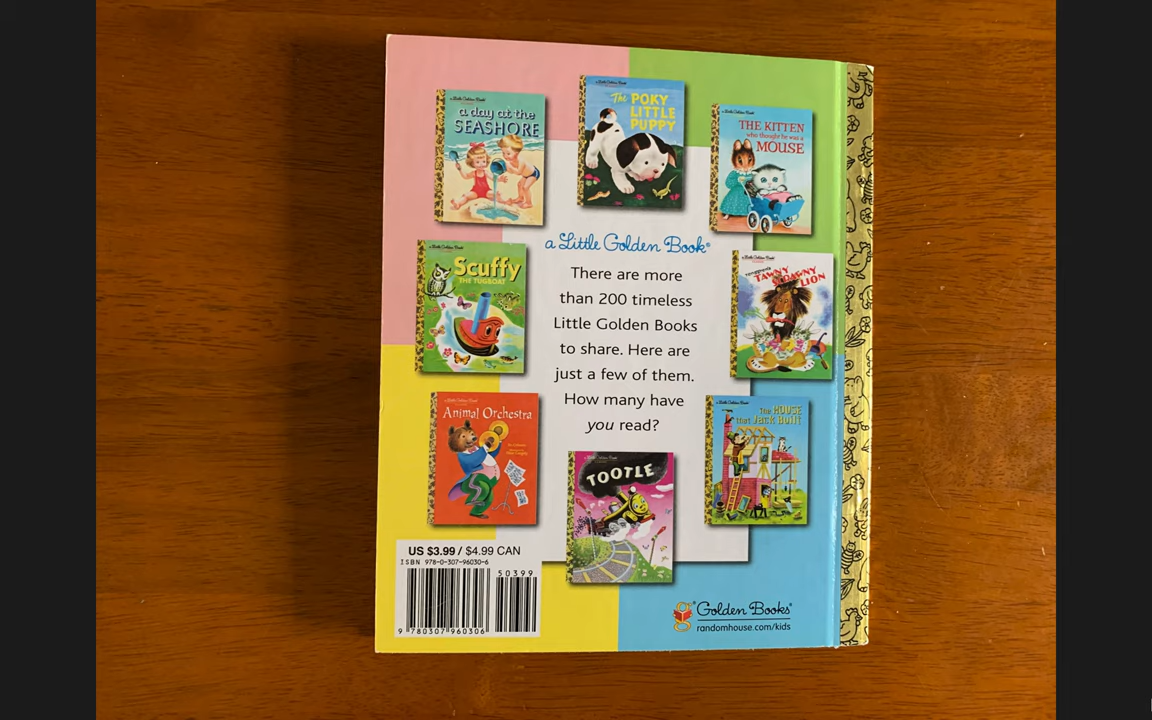 a day at the
SEASHORE
The POKY
LITTLE
PUPPY
THE KITTEN
who thought he was a
MOUSE
a Little Golden Book®
There are more
than 200 timeless
Little Golden Books
to share. Here are
just a few of them.
How many have
you read?
Scuffy
THE TUGBOAT
TAWNY
SCRAWNY
LION
Animal Orchestra
The HOUSE
that Jack Built
TOOTLE
US $3.99 / $4.99 CAN
ISBN 978-0-307-96030-6
50399
9 780307 960306
Golden Books®
randomhouse.com/kids